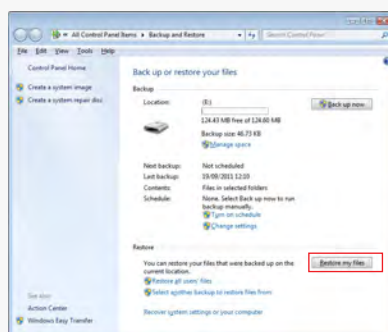 All Control Panel Items ▸ Backup and Restore
Search Control Panel
File Edit View Tools Help
Control Panel Home
Create a system image
Create a system repair disc
Back up or restore your files
Backup
Location: (E:)
124.43 MB free of 124.60 MB
Backup size: 46.73 KB
Manage space
Back up now
Next backup: Not scheduled
Last backup: 19/09/2011 12:10
Contents: Files in selected folders
Schedule: None. Select Back up now to run
backup manually.
Turn on schedule
Change settings
Restore
You can restore your files that were backed up on the
current location.
Restore my files
Restore all users' files
Select another backup to restore files from
Recover system settings or your computer
See also
Action Center
Windows Easy Transfer